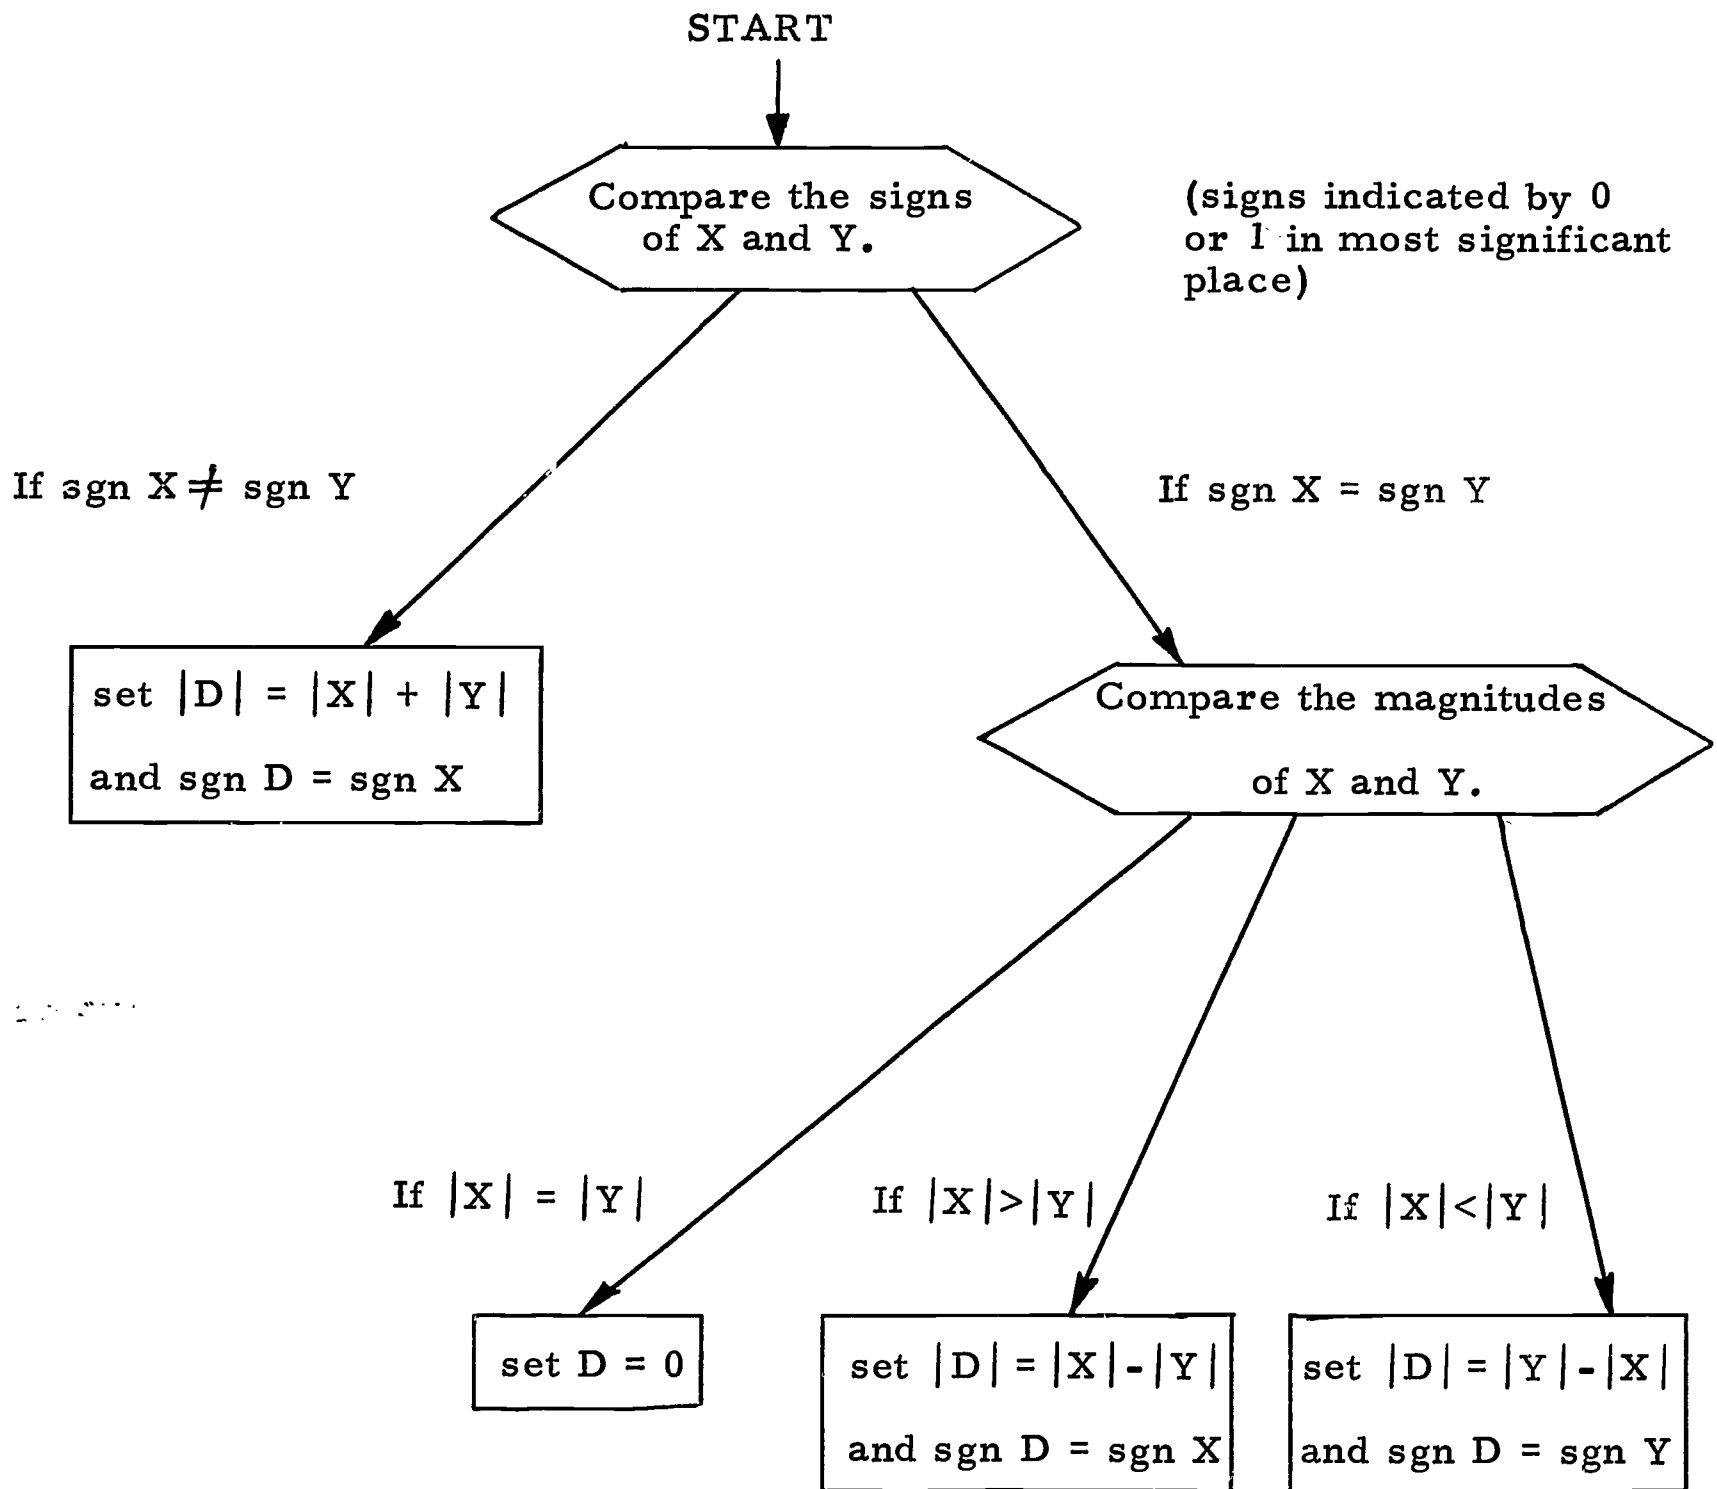 START
Compare the signs
of X and Y.
(signs indicated by 0
or 1 in most significant
place)
If sgn X ≠ sgn Y
If sgn X = sgn Y
set |D| = |X| + |Y|
and sgn D = sgn X
Compare the magnitudes
of X and Y.
If |X| = |Y|
If |X|>|Y|
If |X|<|Y|
set D = 0
set |D| = |X|-|Y|
and sgn D = sgn X
set |D| = |Y|-|X|
and sgn D = sgn Y